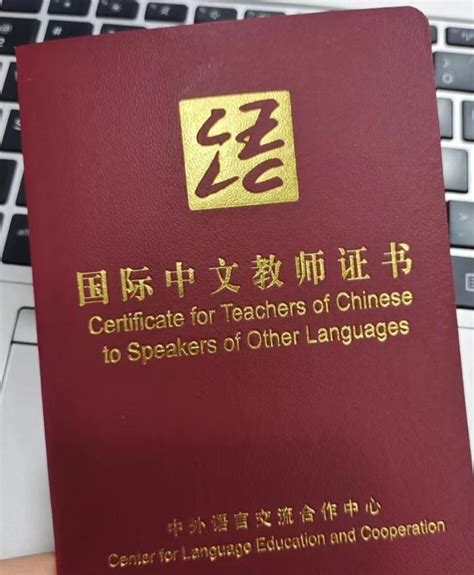 国际中文教师证书
Certificate for Teachers of Chinese
to Speakers of Other Languages
中外语言交流合作中心
Center for Language Education and Cooperation